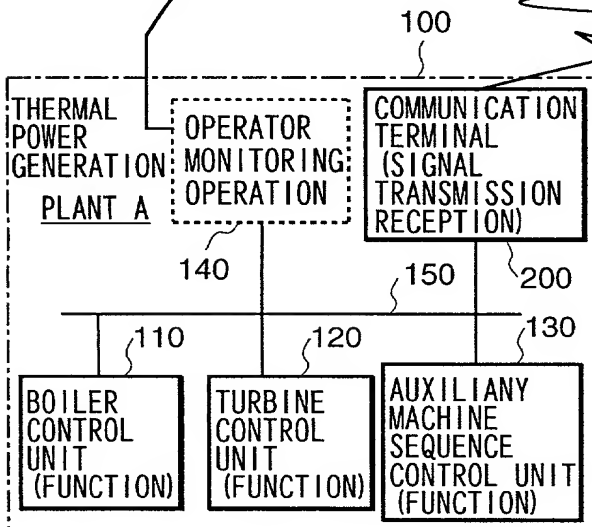 100
THERMAL
POWER
GENERATION
PLANT A
OPERATOR
MONITORING
OPERATION
COMMUNICATION
TERMINAL
(SIGNAL
TRANSMISSION
RECEPTION)
140
200
150
110
120
130
BOILER
CONTROL
UNIT
(FUNCTION)
TURBINE
CONTROL
UNIT
(FUNCTION)
AUXILIANY
MACHINE
SEQUENCE
CONTROL UNIT
(FUNCTION)